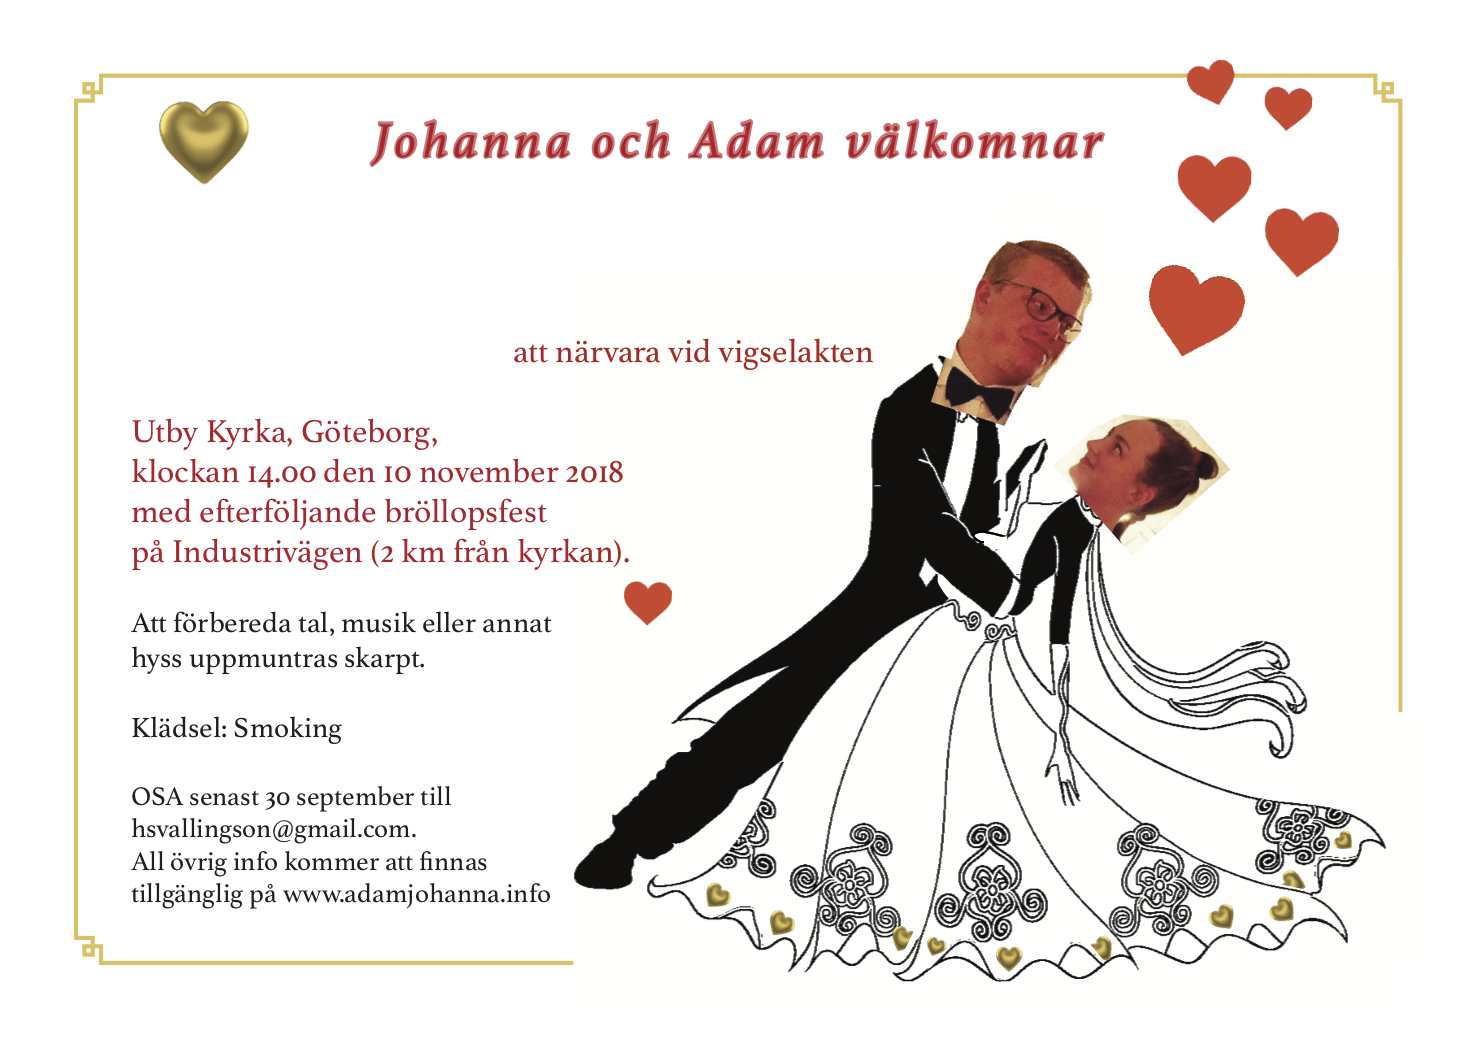 Johanna och Adam välkomnar
att närvara vid vigselakten
Utby Kyrka, Göteborg,
klockan 14.00 den 10 november 2018
med efterföljande bröllopsfest
på Industrivägen (2 km från kyrkan).
Att förbereda tal, musik eller annat
hyss uppmuntras skarpt.
Klädsel: Smoking
OSA senast 30 september till
hsvallingson@gmail.com.
All övrig info kommer att finnas
tillgänglig på www.adamjohanna.info